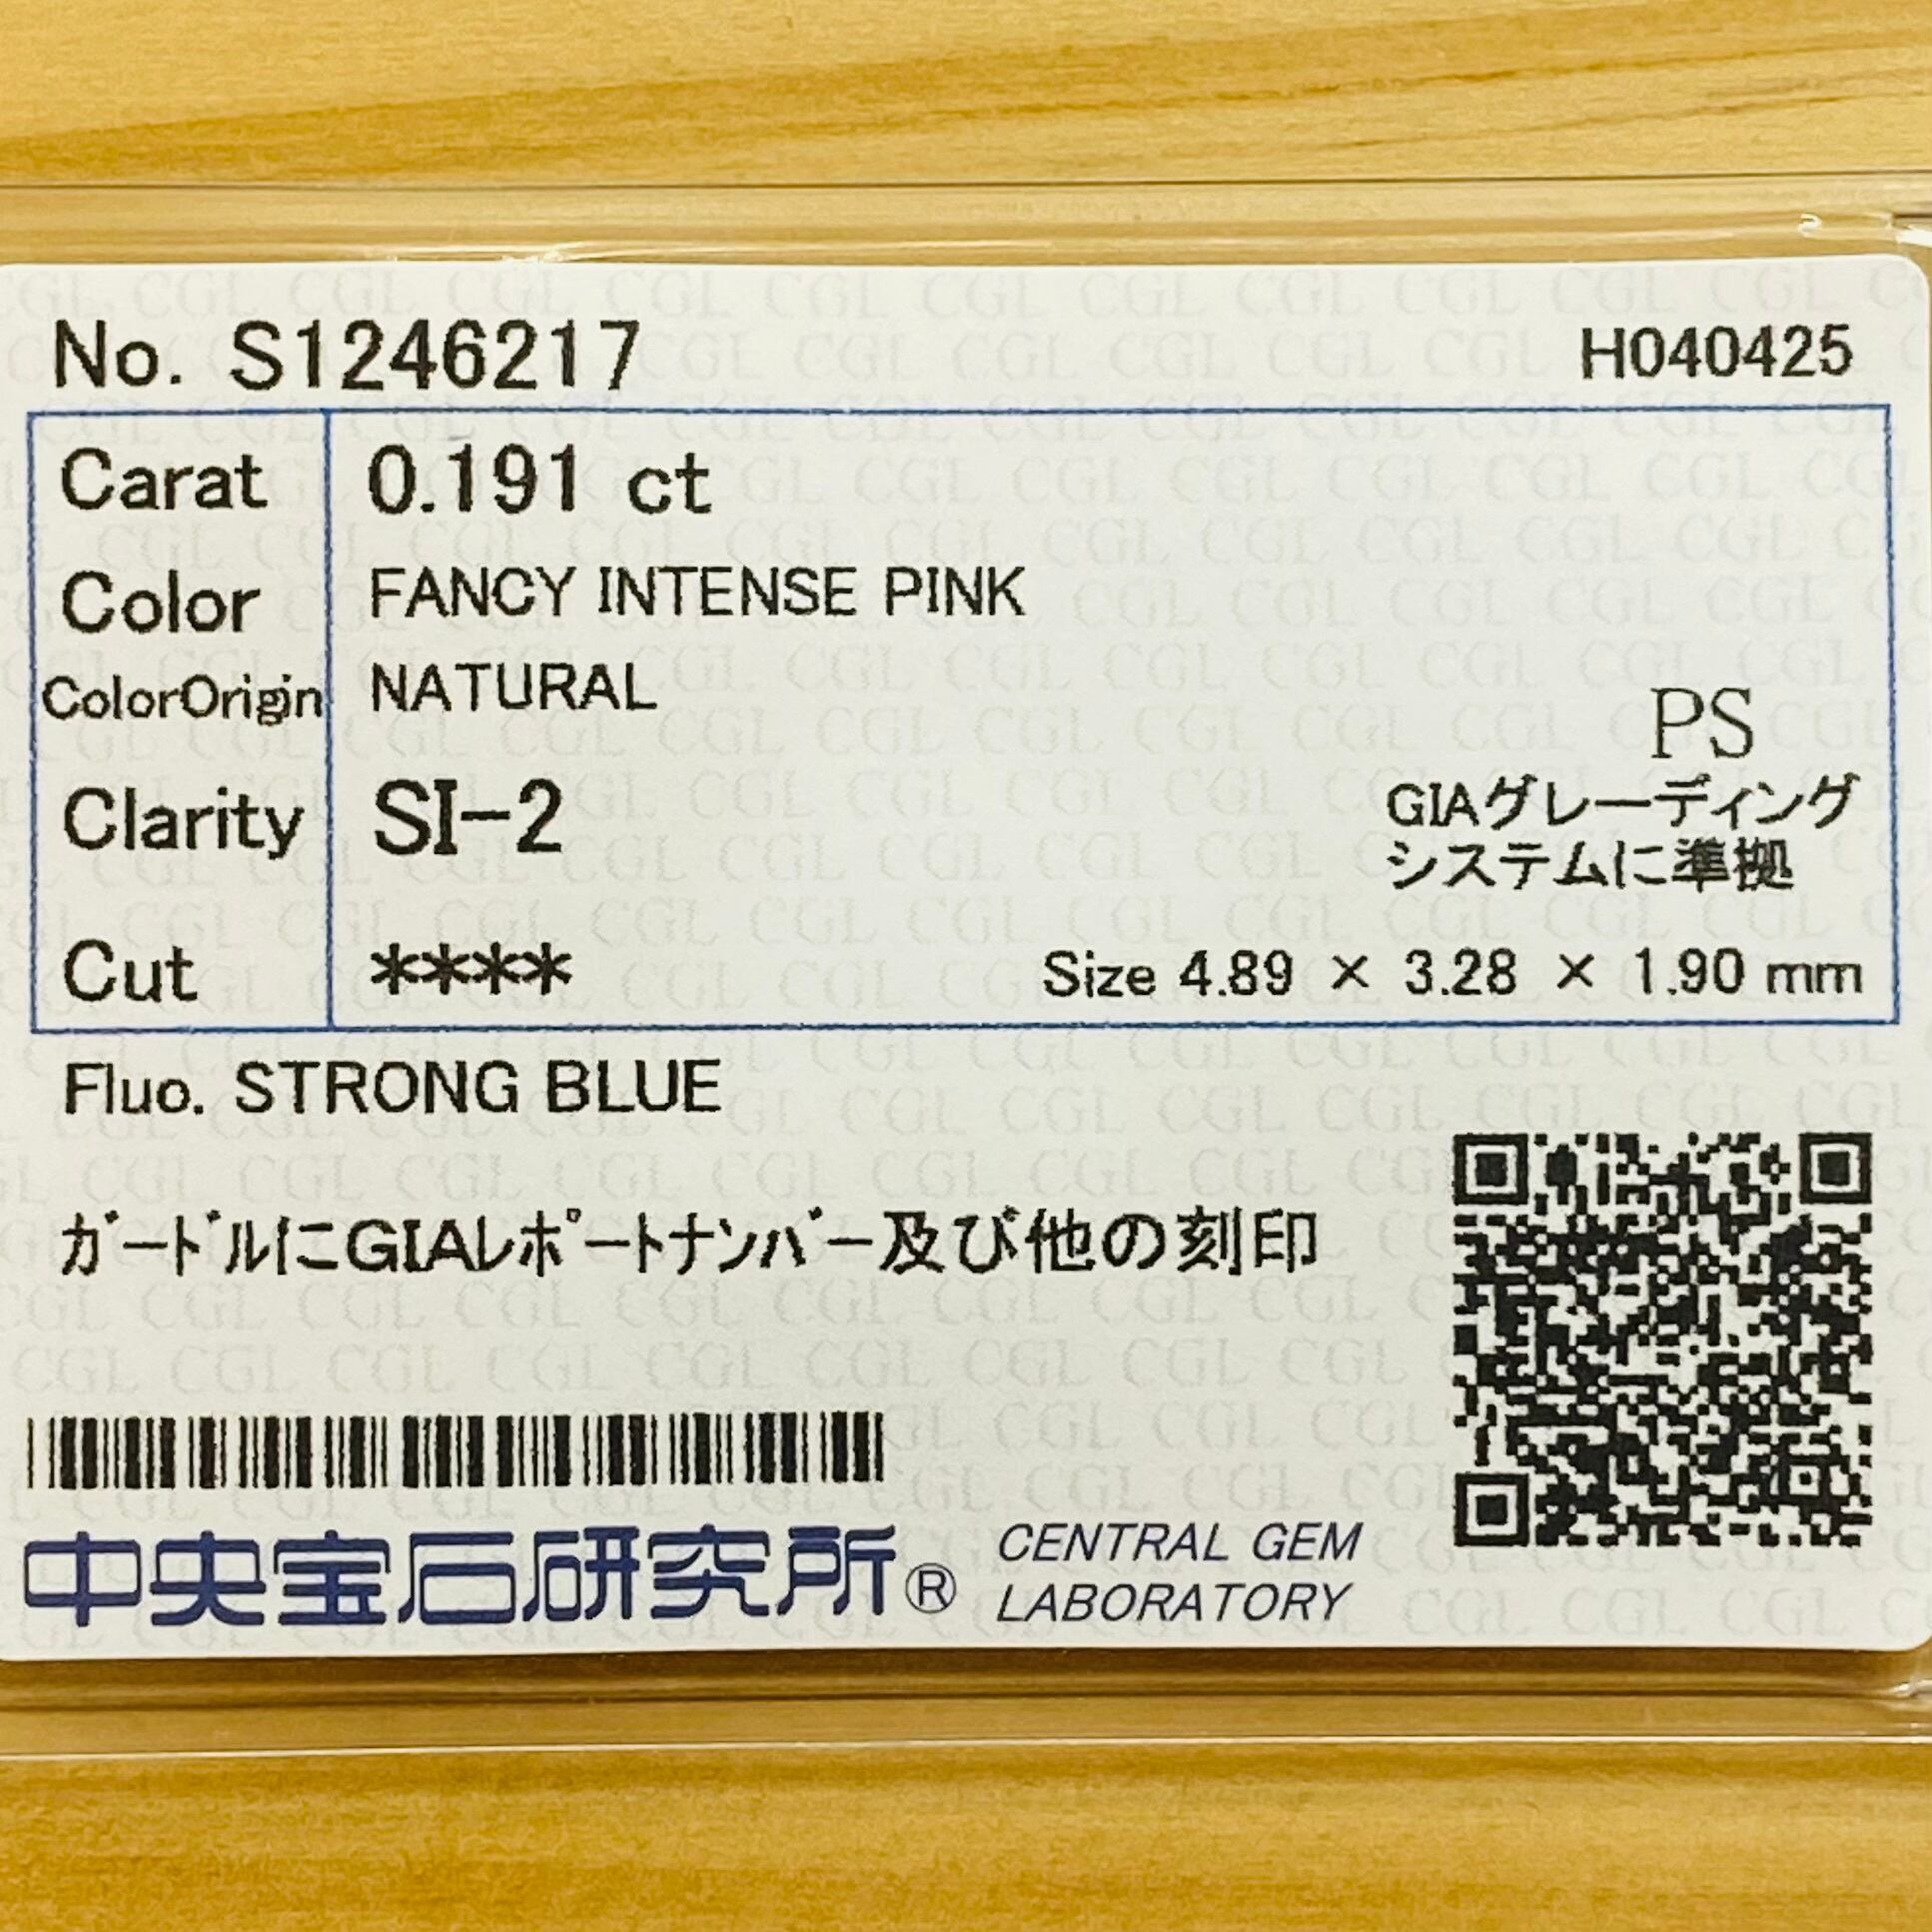 No. S1246217 H040425
Carat 0.191 ct
Color FANCY INTENSE PINK
ColorOrigin NATURAL
PS
Clarity SI-2
GIAグレーディング
システムに準拠
Cut ****
Size 4.89 × 3.28 × 1.90 mm
Fluo. STRONG BLUE
ガードルにGIAレポートナンバー及び他の刻印
中央宝石研究所® CENTRAL GEM
LABORATORY